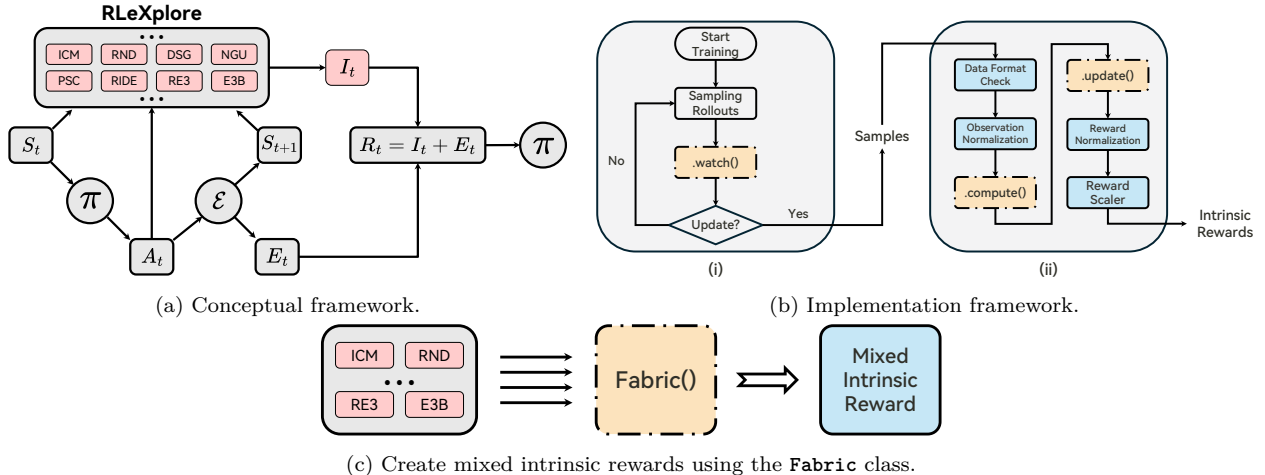 RLeXplore
...
ICM RND DSG NGU
PSC RIDE RE3 E3B
...
I_t
S_t
S_{t+1}
R_t = I_t + E_t
π
π
ℰ
A_t
E_t
(a) Conceptual framework.
Start
Training
Sampling
Rollouts
.watch()
Update?
No
Yes
(i)
Samples
Data Format
Check
Observation
Normalization
.compute()
.update()
Reward
Normalization
Reward
Scaler
Intrinsic
Rewards
(ii)
(b) Implementation framework.
ICM RND
...
RE3 E3B
Fabric()
Mixed
Intrinsic
Reward
(c) Create mixed intrinsic rewards using the Fabric class.